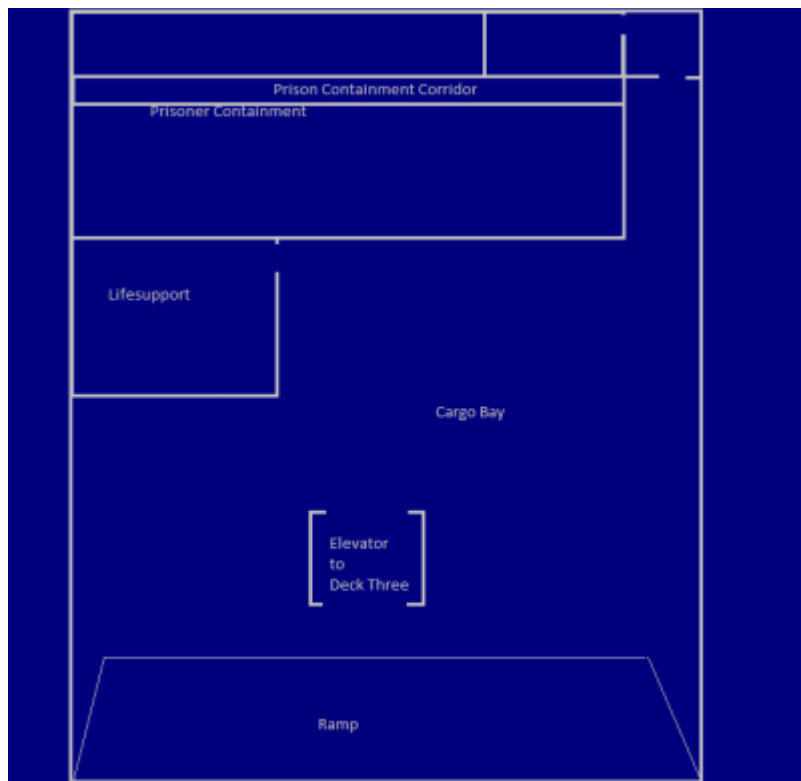 Prison Containment Corridor
Prisoner Containment
Lifesupport
Cargo Bay
Elevator
to
Deck Three
Ramp